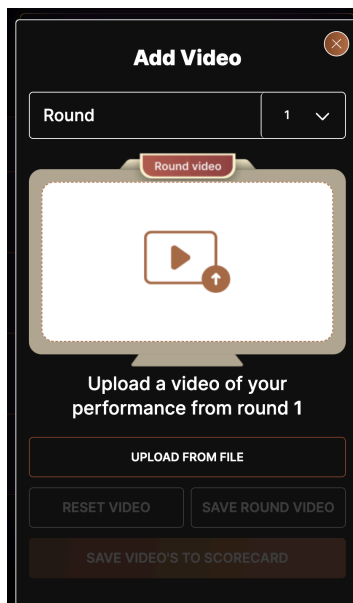 Add Video
Round 1
Round video
Upload a video of your
performance from round 1
UPLOAD FROM FILE
RESET VIDEO SAVE ROUND VIDEO
SAVE VIDEO'S TO SCORECARD